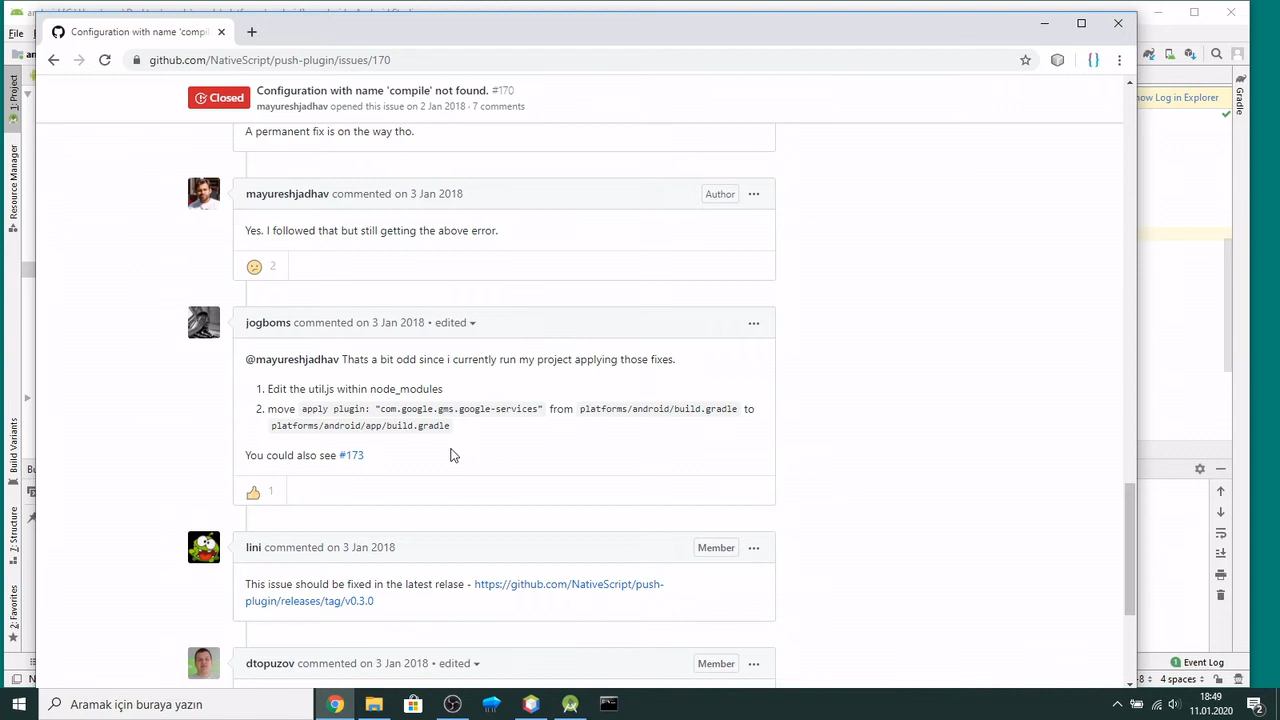 Configuration with name 'compil
File
github.com/NativeScript/push-plugin/issues/170
Closed
Configuration with name 'compile' not found. #170
mayureshjadhav opened this issue on 2 Jan 2018 · 7 comments
now Log in Explorer
1: Project
Gradle
A permanent fix is on the way tho.
Resource Manager
mayureshjadhav commented on 3 Jan 2018
Author
Yes. I followed that but still getting the above error.
2
jogboms commented on 3 Jan 2018 • edited
@mayureshjadhav Thats a bit odd since i currently run my project applying those fixes.
1. Edit the util.js within node_modules
2. move apply plugin: "com.google.gms.google-services" from platforms/android/build.gradle to
platforms/android/app/build.gradle
Build Variants
You could also see #173
1
7: Structure
lini commented on 3 Jan 2018
Member
This issue should be fixed in the latest relase - https://github.com/NativeScript/push-
plugin/releases/tag/v0.3.0
2: Favorites
dtopuzov commented on 3 Jan 2018 • edited
Member
Event Log
4 spaces
Aramak için buraya yazın
18:49
11.01.2020
2